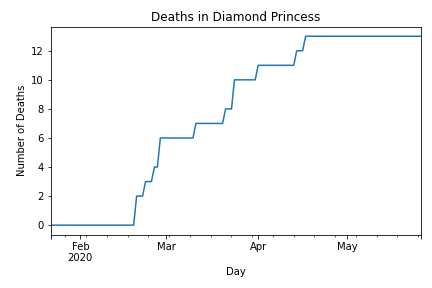 Deaths in Diamond Princess
Number of Deaths
12
10
8
6
4
2
0
Feb
2020
Mar
Apr
May
Day